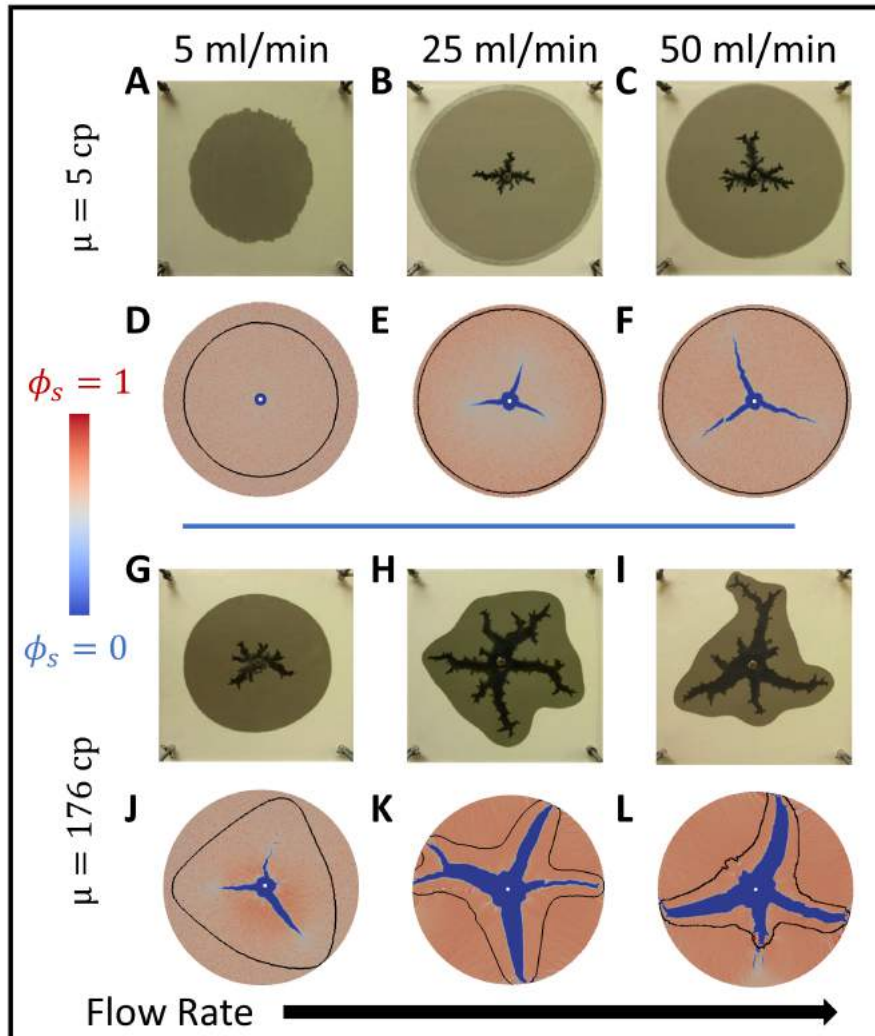 5 ml/min 25 ml/min 50 ml/min
A B C
μ = 5 cp
D E F
ϕₛ = 1
ϕₛ = 0
G H I
μ = 176 cp
J K L
Flow Rate